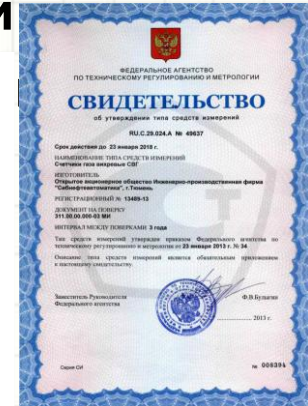 и
ФЕДЕРАЛЬНОЕ АГЕНТСТВО
ПО ТЕХНИЧЕСКОМУ РЕГУЛИРОВАНИЮ И МЕТРОЛОГИИ
СВИДЕТЕЛЬСТВО
об утверждении типа средств измерений
RU.C.29.024.A № 49637
Срок действия до 23 января 2018 г.
НАИМЕНОВАНИЕ ТИПА СРЕДСТВ ИЗМЕРЕНИЙ
Счетчики газа вихревые СВГ
ИЗГОТОВИТЕЛЬ
Открытое акционерное общество Инженерно-производственная фирма
"Сибнефтеавтоматика", г.Тюмень
РЕГИСТРАЦИОННЫЙ № 13489-13
ДОКУМЕНТ НА ПОВЕРКУ
311.00.00.000-03 МИ
ИНТЕРВАЛ МЕЖДУ ПОВЕРКАМИ 3 года
Тип средств измерений утвержден приказом Федерального агентства по
техническому регулированию и метрологии от 23 января 2013 г. № 34
Описание типа средств измерений является обязательным приложением
к настоящему свидетельству.
Заместитель Руководителя
Федерального агентства
Ф.В.Булыгин
2013 г.
Серия СИ
№ 008394